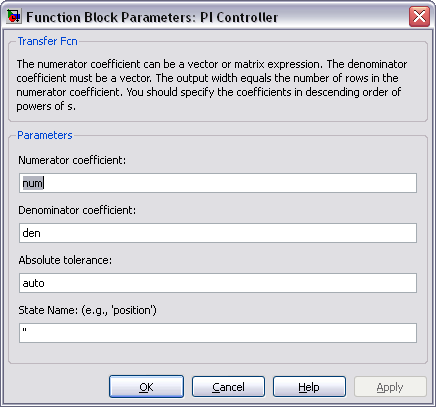 Function Block Parameters: PI Controller
Transfer Fcn
The numerator coefficient can be a vector or matrix expression. The denominator
coefficient must be a vector. The output width equals the number of rows in the
numerator coefficient. You should specify the coefficients in descending order of
powers of s.
Parameters
Numerator coefficient:
num
Denominator coefficient:
den
Absolute tolerance:
auto
State Name: (e.g., 'position')
''
OK Cancel Help Apply